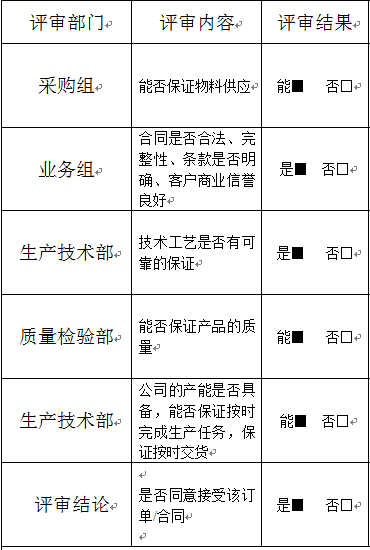 评审部门 评审内容 评审结果
采购组 能否保证物料供应 能■ 否□
合同是否合法、完
整性、条款是否明
业务组 是■ 否□
确、客户商业信誉
良好
生产技术部 技术工艺是否有可 是■ 否□
靠的保证
质量检验部 能否保证产品的质 能■ 否□
量
公司的产能是否具
备，能否保证按时
生产技术部 能■ 否□
完成生产任务，保
证按时交货
评审结论 是否同意接受该订 是■ 否□
单/合同